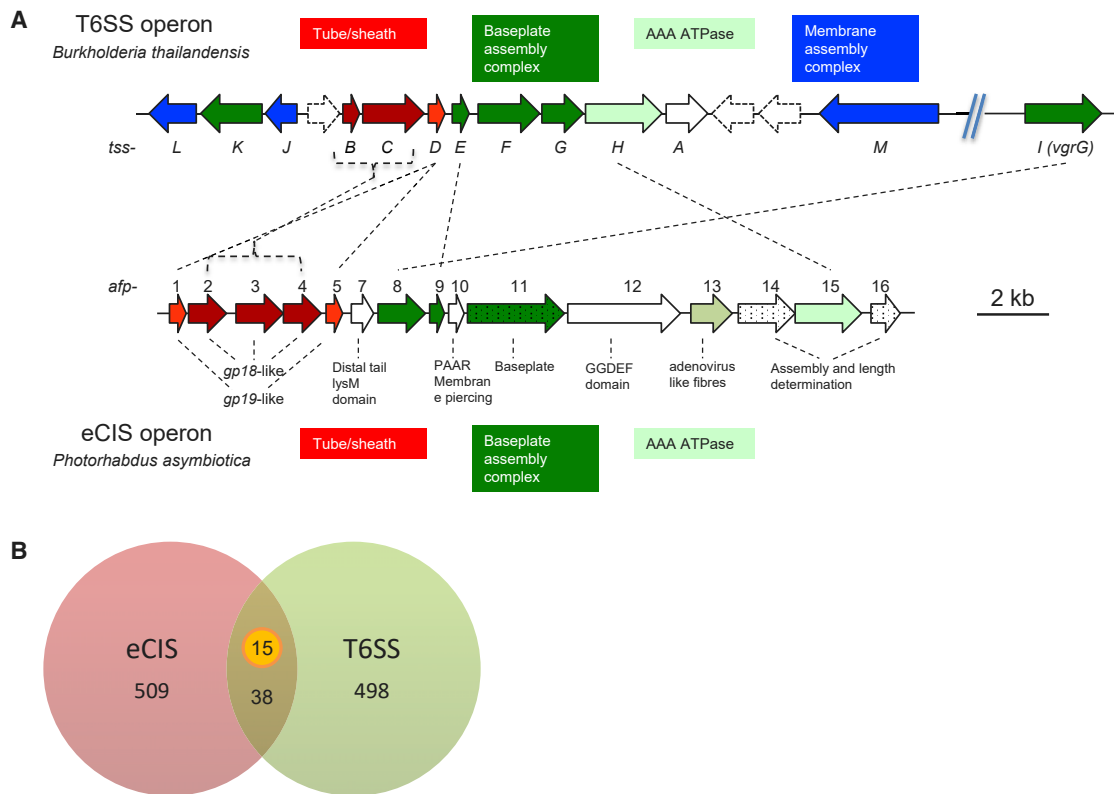 A
T6SS operon
Burkholderia thailandensis
Tube/sheath
Baseplate
assembly
complex
AAA ATPase
Membrane
assembly
complex
tss- L K J B C D E F G H A M I (vgrG)
afp- 1 2 3 4 5 7 8 9 10 11 12 13 14 15 16
2 kb
gp18-like
gp19-like
Distal tail
lysM
domain
PAAR
Membran
e piercing
Baseplate
GGDEF
domain
adenovirus
like fibres
Assembly and length
determination
eCIS operon
Photorhabdus asymbiotica
Tube/sheath
Baseplate
assembly
complex
AAA ATPase
B
eCIS
509
15
38
T6SS
498